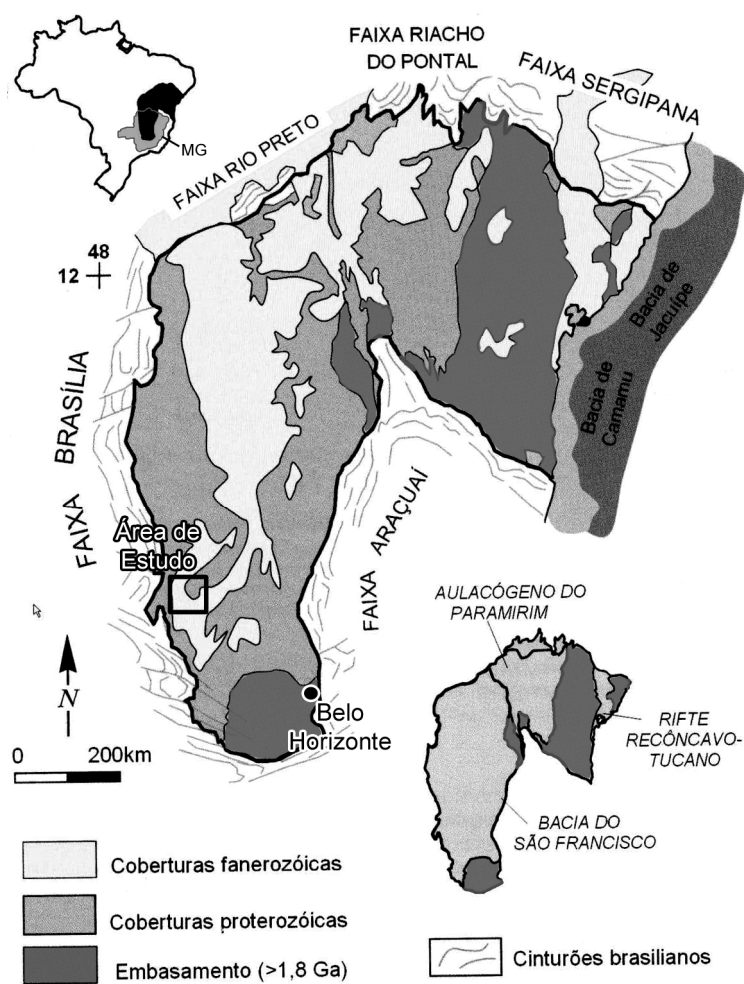 FAIXA RIACHO
DO PONTAL
FAIXA SERGIPANA
MG
FAIXA RIO PRETO
48
12
Bacia de
Jacuípe
Bacia de
Camamu
FAIXA BRASÍLIA
Área de
Estudo
FAIXA ARAÇUAÍ
AULACÓGENO DO
PARAMIRIM
N
Belo
Horizonte
0 200km
RIFTE
RECÔNCAVO-
TUCANO
BACIA DO
SÃO FRANCISCO
Coberturas fanerozóicas
Coberturas proterozóicas
Embasamento (>1,8 Ga)
Cinturões brasilianos